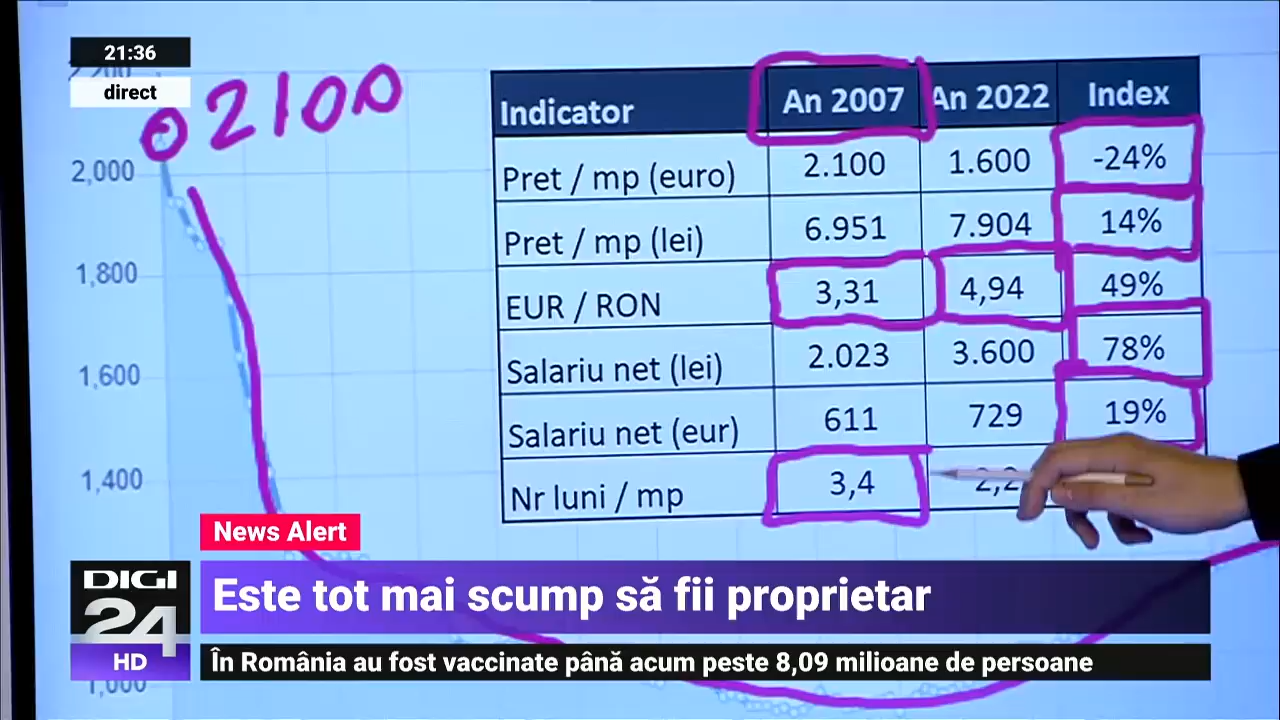 21:36
direct
2,200
2100
2,000
1,800
1,600
1,400
1,000
Indicator An 2007 An 2022 Index
Pret / mp (euro) 2.100 1.600 -24%
Pret / mp (lei) 6.951 7.904 14%
EUR / RON 3,31 4,94 49%
Salariu net (lei) 2.023 3.600 78%
Salariu net (eur) 611 729 19%
Nr luni / mp 3,4 2,2
News Alert
DIGI
24
HD
Este tot mai scump să fii proprietar
În România au fost vaccinate până acum peste 8,09 milioane de persoane